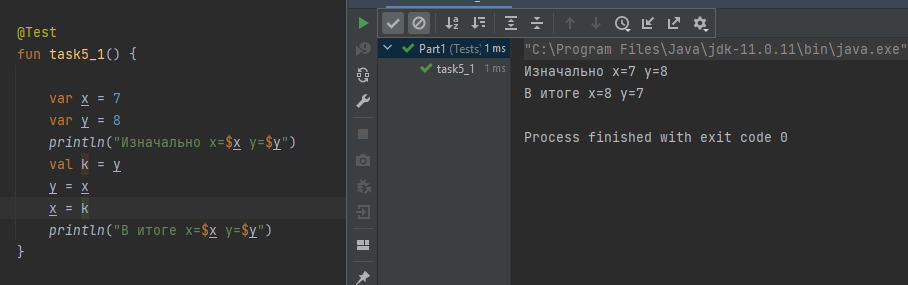 @Test
fun task5_1() {
var x = 7
var y = 8
println("Изначально x=$x y=$y")
val k = y
y = x
x = k
println("В итоге x=$x y=$y")
}
Part1 (Tests) 1 ms
task5_1 1 ms
"C:\Program Files\Java\jdk-11.0.11\bin\java.exe"
Изначально x=7 y=8
В итоге x=8 y=7
Process finished with exit code 0